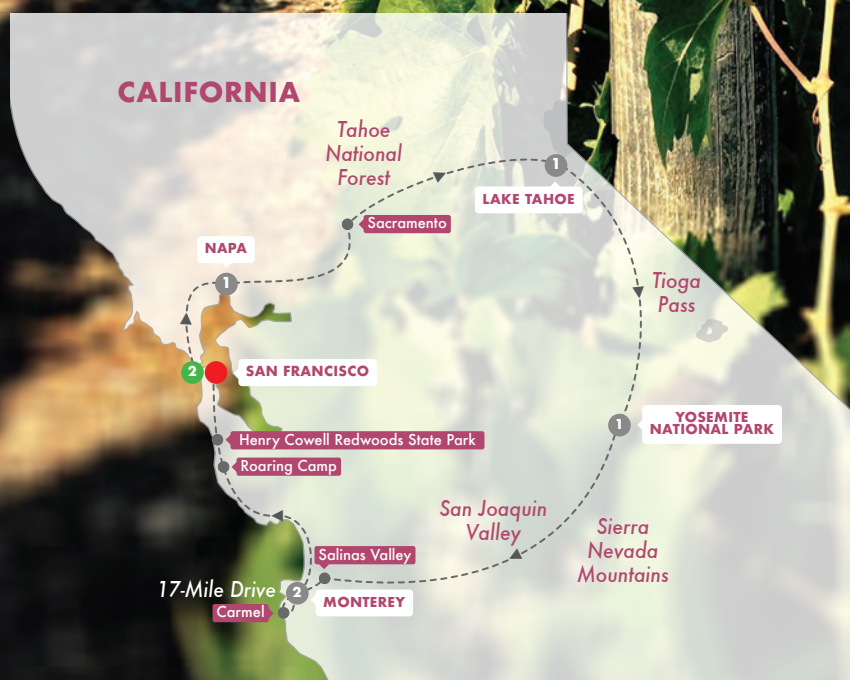 CALIFORNIA
Tahoe
National
Forest
1
LAKE TAHOE
Sacramento
NAPA
1
Tioga
Pass
2
SAN FRANCISCO
1
YOSEMITE
NATIONAL PARK
Henry Cowell Redwoods State Park
Roaring Camp
San Joaquin
Valley
Sierra
Nevada
Mountains
Salinas Valley
17-Mile Drive
2
MONTEREY
Carmel